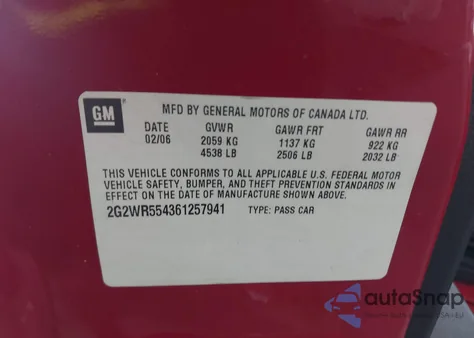 GM
MFD BY GENERAL MOTORS OF CANADA LTD.
DATE GVWR GAWR FRT GAWR RR
02/06 2059 KG 1137 KG 922 KG
4538 LB 2506 LB 2032 LB
THIS VEHICLE CONFORMS TO ALL APPLICABLE U.S. FEDERAL MOTOR
VEHICLE SAFETY, BUMPER, AND THEFT PREVENTION STANDARDS IN
EFFECT ON THE DATE OF MANUFACTURE SHOWN ABOVE.
2G2WR554361257941 TYPE: PASS CAR
autoSnap